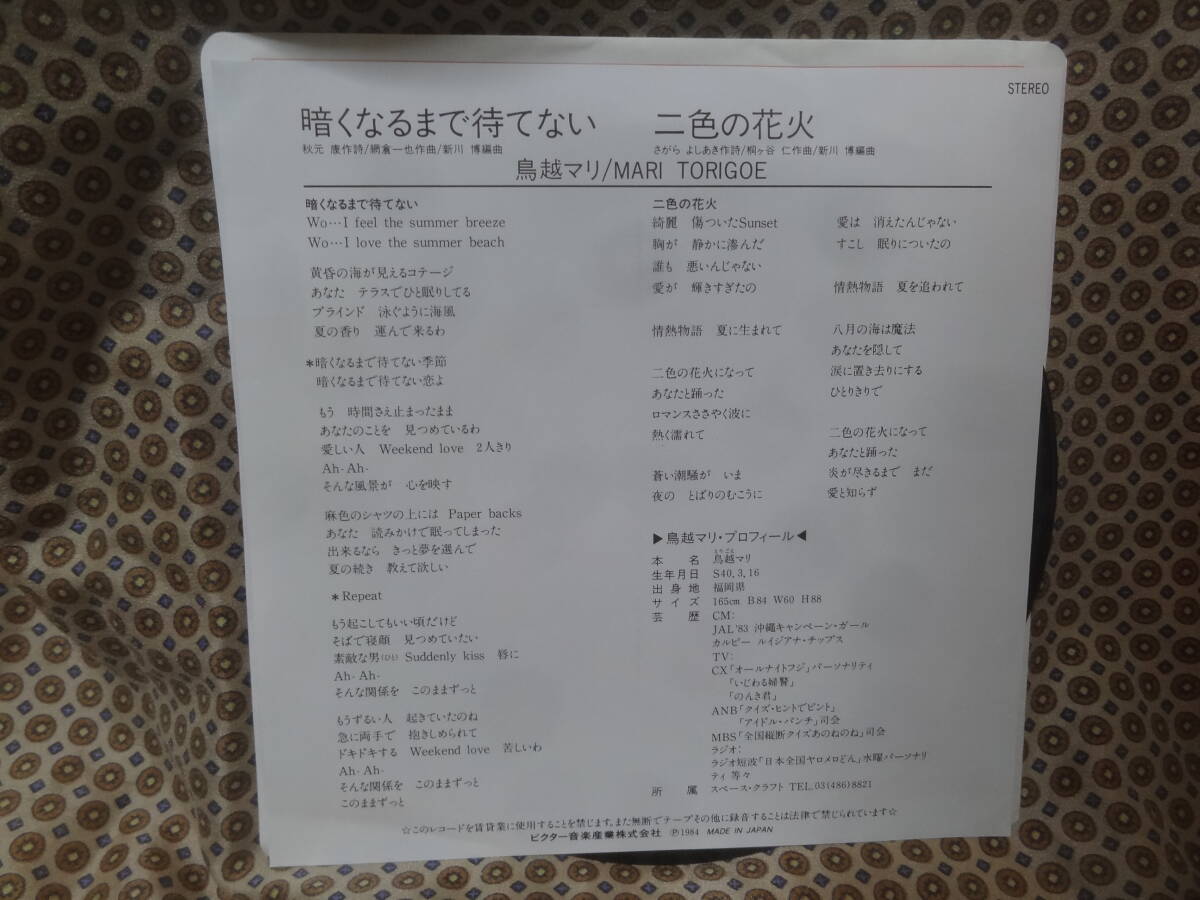 STEREO
暗くなるまで待てない
秋元 康作詩/網倉一也作曲/新川 博編曲
二色の花火
さがら よしあき作詩/桐ヶ谷 仁作曲/新川 博編曲
鳥越マリ/MARI TORIGOE
暗くなるまで待てない
Wo…I feel the summer breeze
Wo…I love the summer beach
黄昏の海が見えるコテージ
あなた テラスでひと眠りしてる
ブラインド 泳ぐように海風
夏の香り 運んで来るわ
*暗くなるまで待てない季節
暗くなるまで待てない恋よ
もう 時間さえ止まったまま
あなたのことを 見つめているわ
愛しい人 Weekend love 2人きり
Ah- Ah-
そんな風景が 心を映す
麻色のシャツの上には Paper backs
あなた 読みかけで眠ってしまった
出来るなら きっと夢を選んで
夏の続き 教えて欲しい
* Repeat
もう起こしてもいい頃だけど
そばで寝顔 見つめていたい
素敵な男(ひと) Suddenly kiss 唇に
Ah- Ah-
そんな関係を このままずっと
もうずるい人 起きていたのね
急に両手で 抱きしめられて
ドキドキする Weekend love 苦しいわ
Ah- Ah-
そんな関係を このままずっと
このままずっと
二色の花火
綺麗 傷ついたSunset
胸が 静かに滲んだ
誰も 悪いんじゃない
愛が 輝きすぎたの
情熱物語 夏に生まれて
二色の花火になって
あなたと踊った
ロマンスささやく波に
熱く濡れて
蒼い潮騒が いま
夜の とばりのむこうに
愛は 消えたんじゃない
すこし 眠りについたの
情熱物語 夏を追われて
八月の海は魔法
あなたを隠して
涙に置き去りにする
ひとりきりで
二色の花火になって
あなたと踊った
炎が尽きるまで まだ
愛と知らず
▶鳥越マリ・プロフィール◀
本名 鳥越マリ
とりごえ
生年月日 S40.3.16
出身地 福岡県
サイズ 165cm B84 W60 H88
芸歴 CM:
JAL'83 沖縄キャンペーン・ガール
カルビー ルイジアナ・チップス
TV:
CX「オールナイトフジ」パーソナリティ
「いじわる婦警」
「のんき君」
ANB「クイズ・ヒントでピント」
「アイドル・パンチ」司会
MBS「全国縦断クイズあのねのね」司会
ラジオ:
ラジオ短波「日本全国ヤロメロどん」水曜パーソナリ
ティ 等々
所属 スペース・クラフト TEL.03(486)8821
☆このレコードを賃貸業に使用することを禁じます。また無断でテープその他に録音することは法律で禁じられています☆
ビクター音楽産業株式会社 Ⓟ1984 MADE IN JAPAN